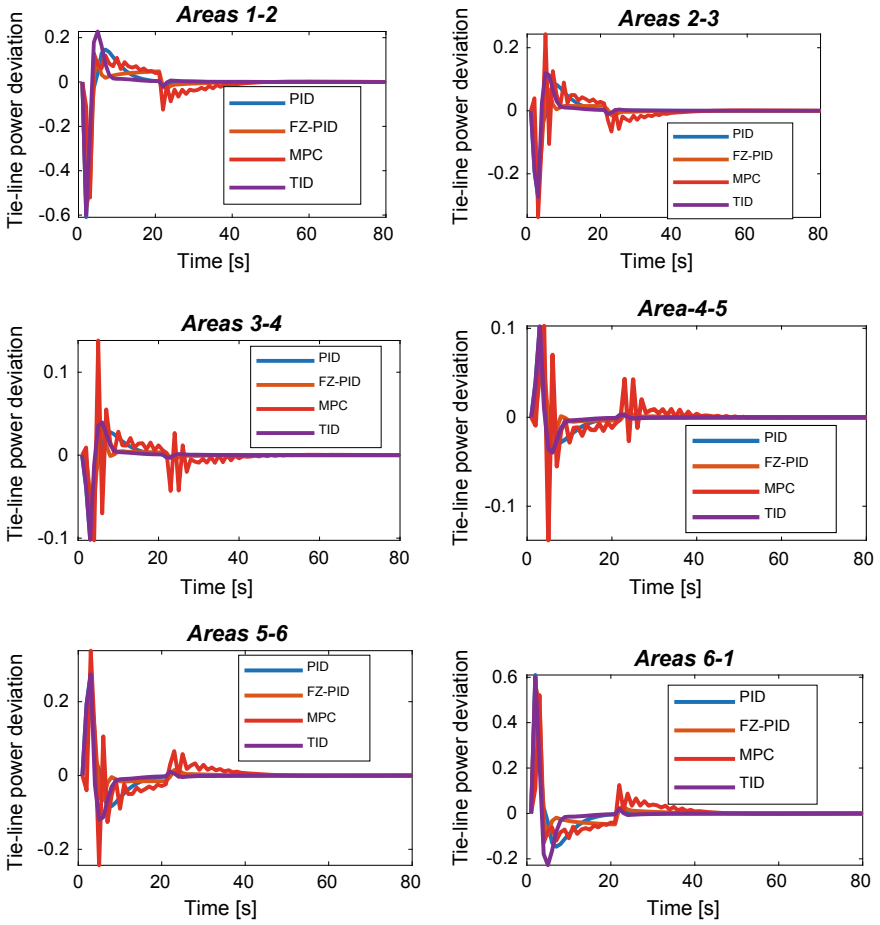 Areas 1-2
Tie-line power deviation
0.2
0
-0.2
-0.4
-0.6
PID
FZ-PID
MPC
TID
0 20 40 60 80
Time [s]
Areas 2-3
Tie-line power deviation
0.2
0
-0.2
PID
FZ-PID
MPC
TID
0 20 40 60 80
Time [s]
Areas 3-4
Tie-line power deviation
0.1
0
-0.1
PID
FZ-PID
MPC
TID
0 20 40 60 80
Time [s]
Area-4-5
Tie-line power deviation
0.1
0
-0.1
PID
FZ-PID
MPC
TID
0 20 40 60 80
Time [s]
Areas 5-6
Tie-line power deviation
0.2
0
-0.2
PID
FZ-PID
MPC
TID
0 20 40 60 80
Time [s]
Areas 6-1
Tie-line power deviation
0.6
0.4
0.2
0
-0.2
PID
FZ-PID
MPC
TID
0 20 40 60 80
Time [s]